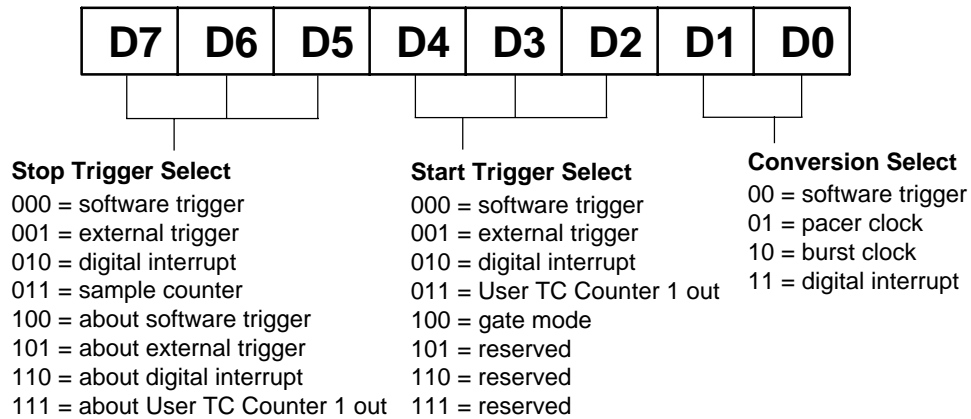 D7 D6 D5 D4 D3 D2 D1 D0
Stop Trigger Select
000 = software trigger
001 = external trigger
010 = digital interrupt
011 = sample counter
100 = about software trigger
101 = about external trigger
110 = about digital interrupt
111 = about User TC Counter 1 out
Start Trigger Select
000 = software trigger
001 = external trigger
010 = digital interrupt
011 = User TC Counter 1 out
100 = gate mode
101 = reserved
110 = reserved
111 = reserved
Conversion Select
00 = software trigger
01 = pacer clock
10 = burst clock
11 = digital interrupt